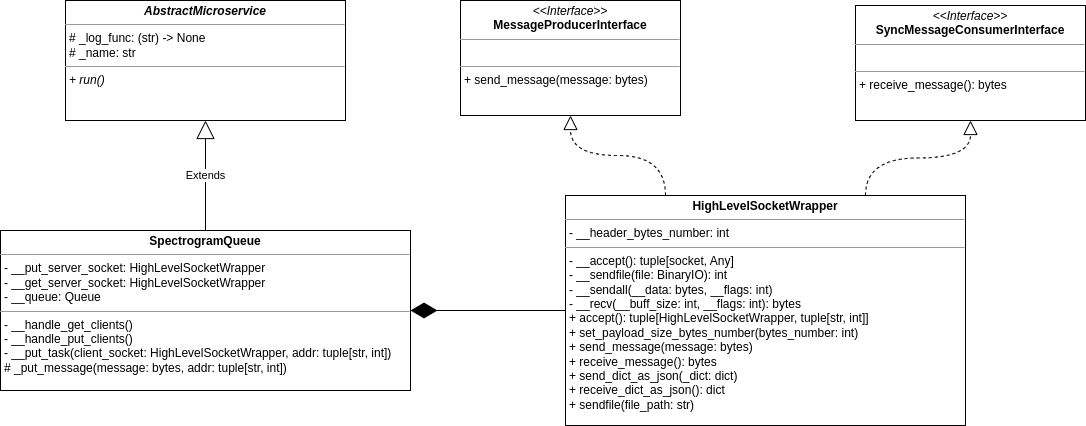 AbstractMicroservice
# _log_func: (str) -> None
# _name: str
+ run()
<<Interface>>
MessageProducerInterface
+ send_message(message: bytes)
<<Interface>>
SyncMessageConsumerInterface
+ receive_message(): bytes
Extends
SpectrogramQueue
- __put_server_socket: HighLevelSocketWrapper
- __get_server_socket: HighLevelSocketWrapper
- __queue: Queue
- __handle_get_clients()
- __handle_put_clients()
- __put_task(client_socket: HighLevelSocketWrapper, addr: tuple[str, int])
# _put_message(message: bytes, addr: tuple[str, int])
HighLevelSocketWrapper
- __header_bytes_number: int
- __accept(): tuple[socket, Any]
- __sendfile(file: BinaryIO): int
- __sendall(__data: bytes, __flags: int)
- __recv(__buff_size: int, __flags: int): bytes
+ accept(): tuple[HighLevelSocketWrapper, tuple[str, int]]
+ set_payload_size_bytes_number(bytes_number: int)
+ send_message(message: bytes)
+ receive_message(): bytes
+ send_dict_as_json(_dict: dict)
+ receive_dict_as_json(): dict
+ sendfile(file_path: str)